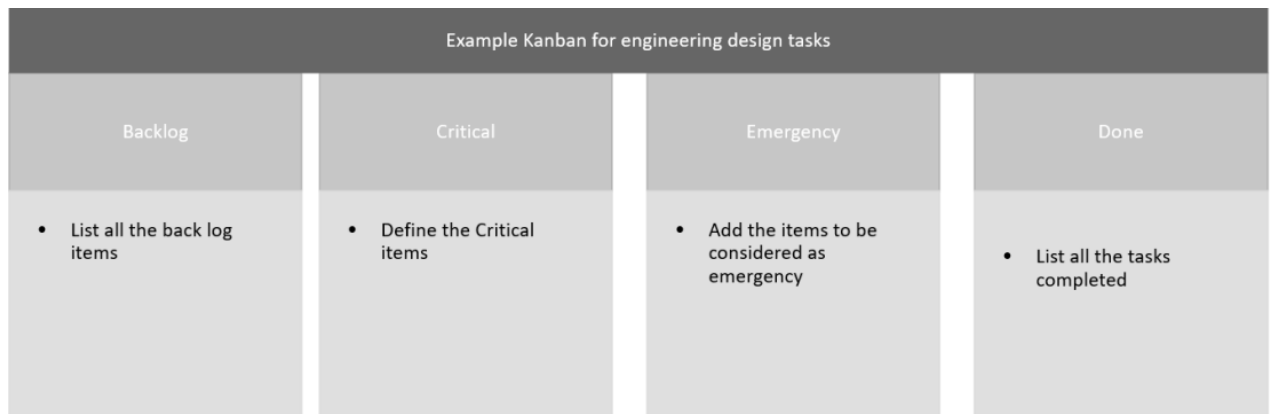 Example Kanban for engineering design tasks
Backlog
Critical
Emergency
Done
• List all the back log
items
• Define the Critical
items
• Add the items to be
considered as
emergency
• List all the tasks
completed